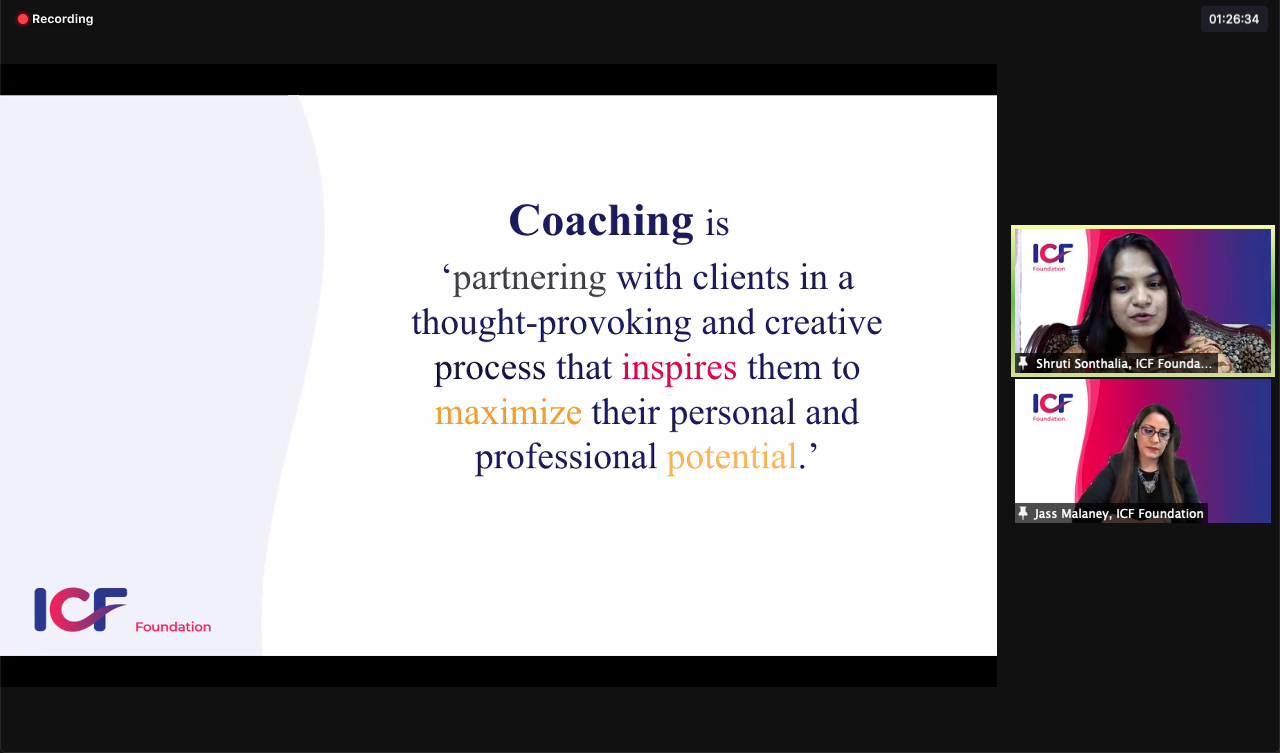 Recording
01:26:34
Coaching is
‘partnering with clients in a
thought-provoking and creative
process that inspires them to
maximize their personal and
professional potential.’
ICF
Foundation
ICF
Foundation
Shruti Sonthalia, ICF Founda...
ICF
Foundation
Jass Malaney, ICF Foundation